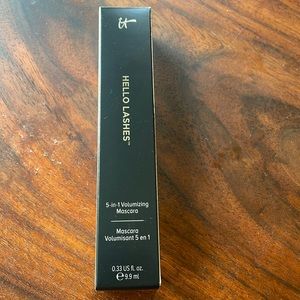 it
HELLO LASHES™
5-in-1 Volumizing
Mascara
Mascara
Volumisant 5 en 1
0.33 US fl. oz.
℮ 9.9 ml